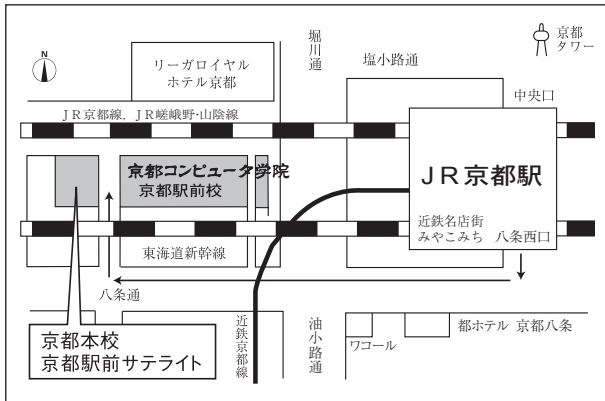 N
リーガロイヤル
ホテル京都
堀川通
塩小路通
京都
タワー
中央口
JR京都線，JR嵯峨野・山陰線
京都コンピュータ学院
京都駅前校
JR京都駅
近鉄名店街
みやこみち 八条西口
東海道新幹線
八条通
京都本校
京都駅前サテライト
近鉄京都線
油小路通
ワコール
都ホテル 京都八条